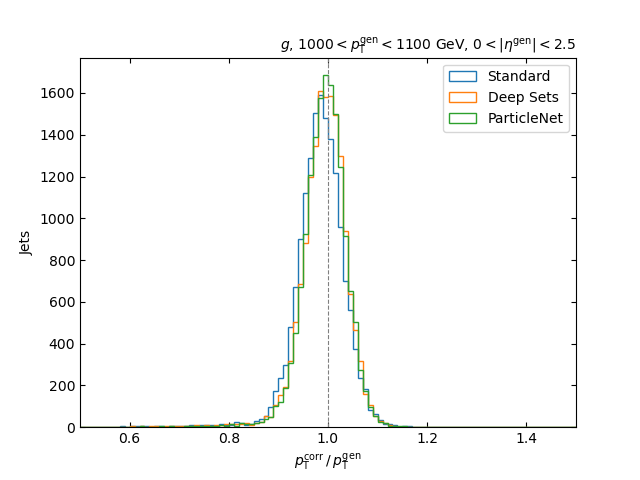 g, 1000 < p_T^gen < 1100 GeV, 0 < |η^gen| < 2.5
Standard
Deep Sets
ParticleNet
Jets
1600
1400
1200
1000
800
600
400
200
0
0.6 0.8 1.0 1.2 1.4
p_T^corr / p_T^gen